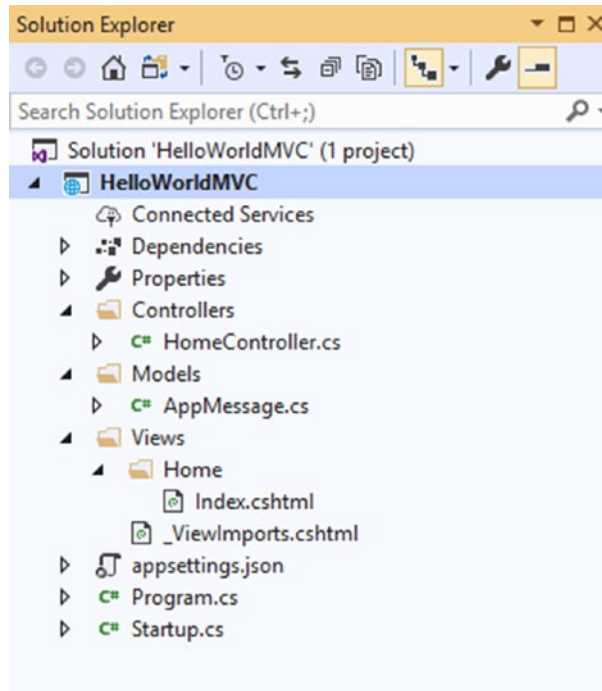 Solution Explorer
Search Solution Explorer (Ctrl+;)
Solution 'HelloWorldMVC' (1 project)
HelloWorldMVC
Connected Services
Dependencies
Properties
Controllers
C# HomeController.cs
Models
C# AppMessage.cs
Views
Home
Index.cshtml
_ViewImports.cshtml
appsettings.json
C# Program.cs
C# Startup.cs